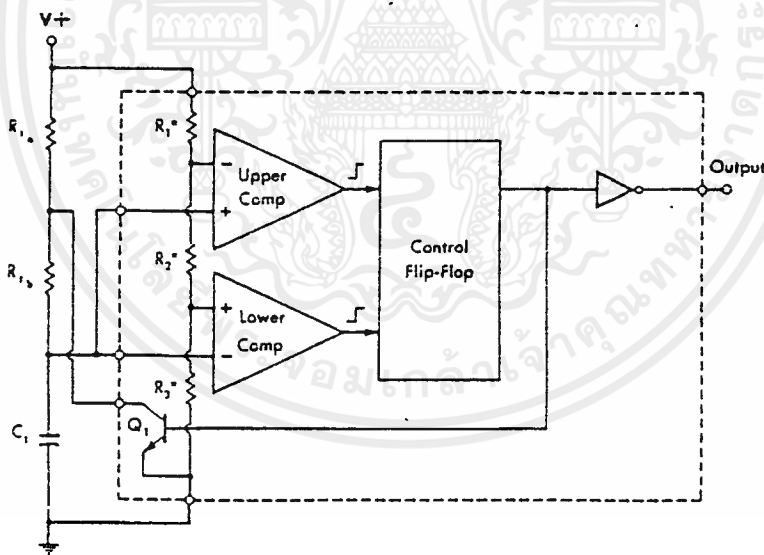 V+
R₁ₐ
R₁*
Upper
Comp
−
+
Output
Control
Flip-Flop
R₁b
R₂*
+
Lower
Comp
−
R₃*
C₁
Q₁